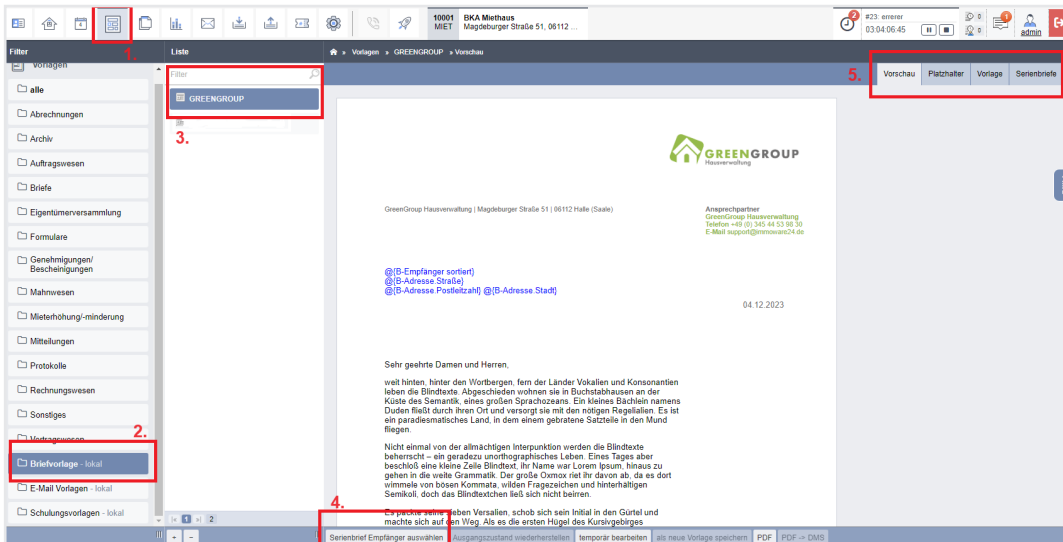 10001
MIET
BKA Miethaus
Magdeburger Straße 51, 06112 ...
2
#23: errerer
03:04:06:45
0
0
1
admin
1.
Filter
Liste
» Vorlagen » GREENGROUP » Vorschau
Vorlagen
alle
Abrechnungen
Archiv
Auftragswesen
Briefe
Eigentümerversammlung
Formulare
Genehmigungen/
Bescheinigungen
Mahnwesen
Mieterhöhung/-minderung
Mitteilungen
Protokolle
Rechnungswesen
Sonstiges
Vertragswesen
2.
Briefvorlage - lokal
E-Mail Vorlagen - lokal
Schulungsvorlagen - lokal
Filter
GREENGROUP
3.
1 2
+ -
5.
Vorschau Platzhalter Vorlage Serienbriefe
GREENGROUP
Hausverwaltung
GreenGroup Hausverwaltung | Magdeburger Straße 51 | 06112 Halle (Saale)
Ansprechpartner
GreenGroup Hausverwaltung
Telefon +49 (0) 345 44 53 98 30
E-Mail support@immoware24.de
@{B-Empfänger sortiert}
@{B-Adresse.Straße}
@{B-Adresse.Postleitzahl} @{B-Adresse.Stadt}
04.12.2023
Sehr geehrte Damen und Herren,
weit hinten, hinter den Wortbergen, fern der Länder Vokalien und Konsonantien
leben die Blindtexte. Abgeschieden wohnen sie in Buchstabhausen an der
Küste des Semantik, eines großen Sprachozeans. Ein kleines Bächlein namens
Duden fließt durch ihren Ort und versorgt sie mit den nötigen Regelialien. Es ist
ein paradiesmatisches Land, in dem einem gebratene Satzteile in den Mund
fliegen.
Nicht einmal von der allmächtigen Interpunktion werden die Blindtexte
beherrscht – ein geradezu unorthographisches Leben. Eines Tages aber
beschloß eine kleine Zeile Blindtext, ihr Name war Lorem Ipsum, hinaus zu
gehen in die weite Grammatik. Der große Oxmox riet ihr davon ab, da es dort
wimmele von bösen Kommata, wilden Fragezeichen und hinterhältigen
Semikoli, doch das Blindtextchen ließ sich nicht beirren.
Es packte seine sieben Versalien, schob sich sein Initial in den Gürtel und
machte sich auf den Weg. Als es die ersten Hügel des Kursivgebirges
4.
Serienbrief Empfänger auswählen Ausgangszustand wiederherstellen temporär bearbeiten als neue Vorlage speichern PDF PDF -> DMS